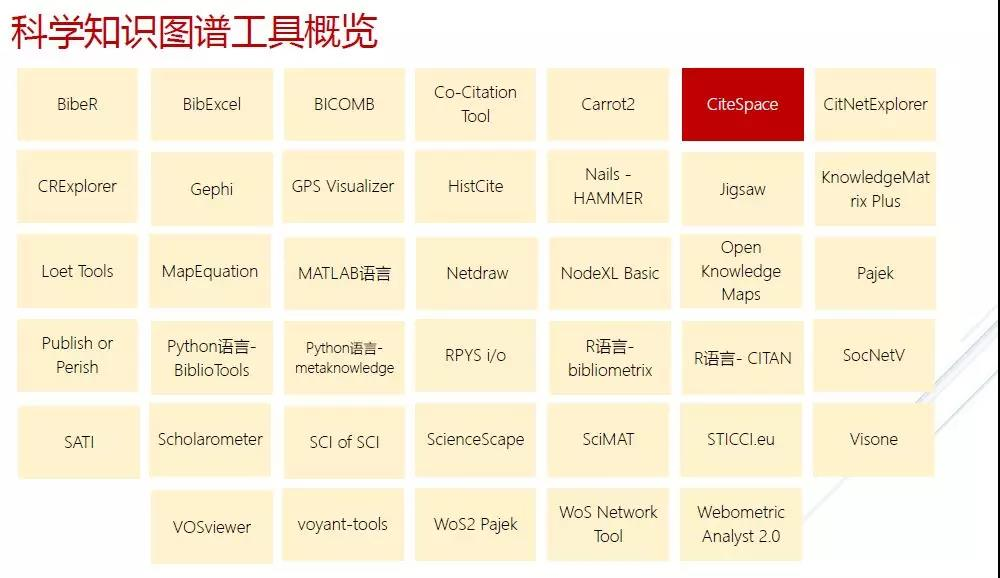 科学知识图谱工具概览
BibeR
BibExcel
BICOMB
Co-Citation
Tool
Carrot2
CiteSpace
CitNetExplorer
CRExplorer
Gephi
GPS Visualizer
HistCite
Nails -
HAMMER
Jigsaw
KnowledgeMat
rix Plus
Loet Tools
MapEquation
MATLAB语言
Netdraw
NodeXL Basic
Open
Knowledge
Maps
Pajek
Publish or
Perish
Python语言-
BiblioTools
Python语言-
metaknowledge
RPYS i/o
R语言-
bibliometrix
R语言- CITAN
SocNetV
SATI
Scholarometer
SCI of SCI
ScienceScape
SciMAT
STICCI.eu
Visone
VOSviewer
voyant-tools
WoS2 Pajek
WoS Network
Tool
Webometric
Analyst 2.0